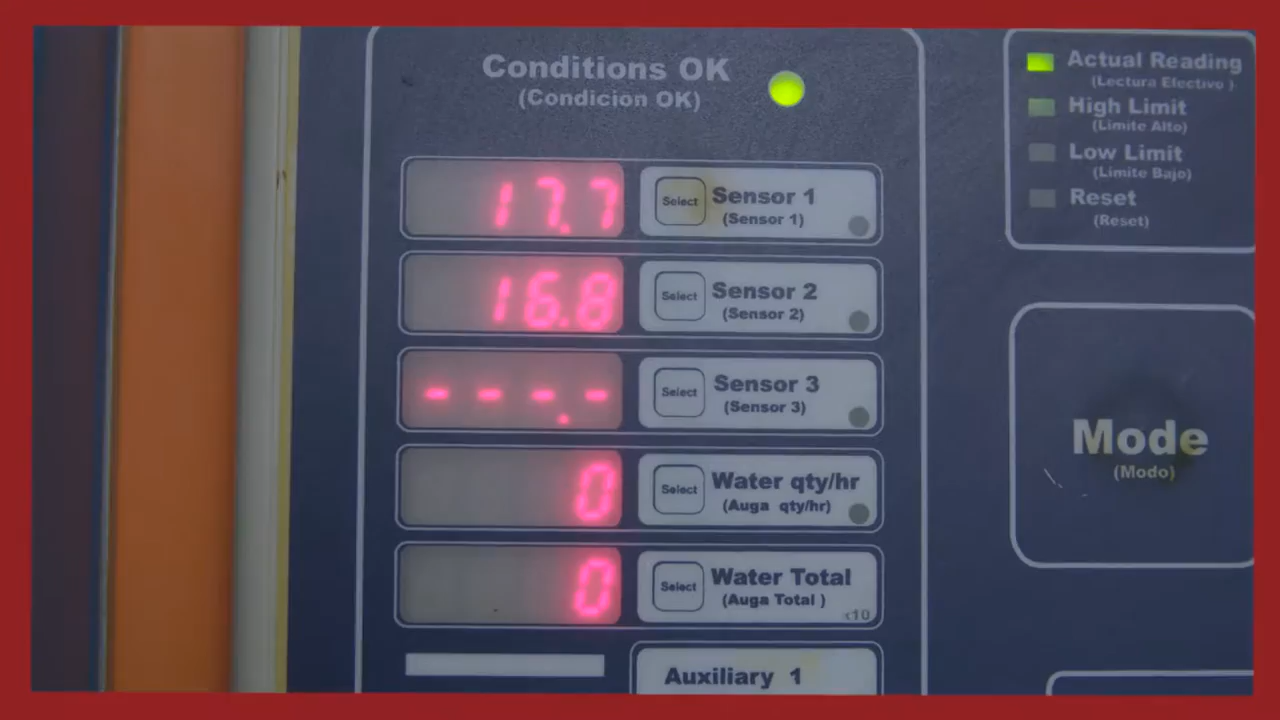 Conditions OK
(Condicion OK)
17.7
Select
Sensor 1
(Sensor 1)
16.8
Select
Sensor 2
(Sensor 2)
----.-
Select
Sensor 3
(Sensor 3)
0
Select
Water qty/hr
(Auga qty/hr)
0
Select
Water Total
(Auga Total )
x10
Auxiliary 1
Actual Reading
(Lectura Electivo )
High Limit
(Limite Alto)
Low Limit
(Limite Bajo)
Reset
(Reset)
Mode
(Modo)